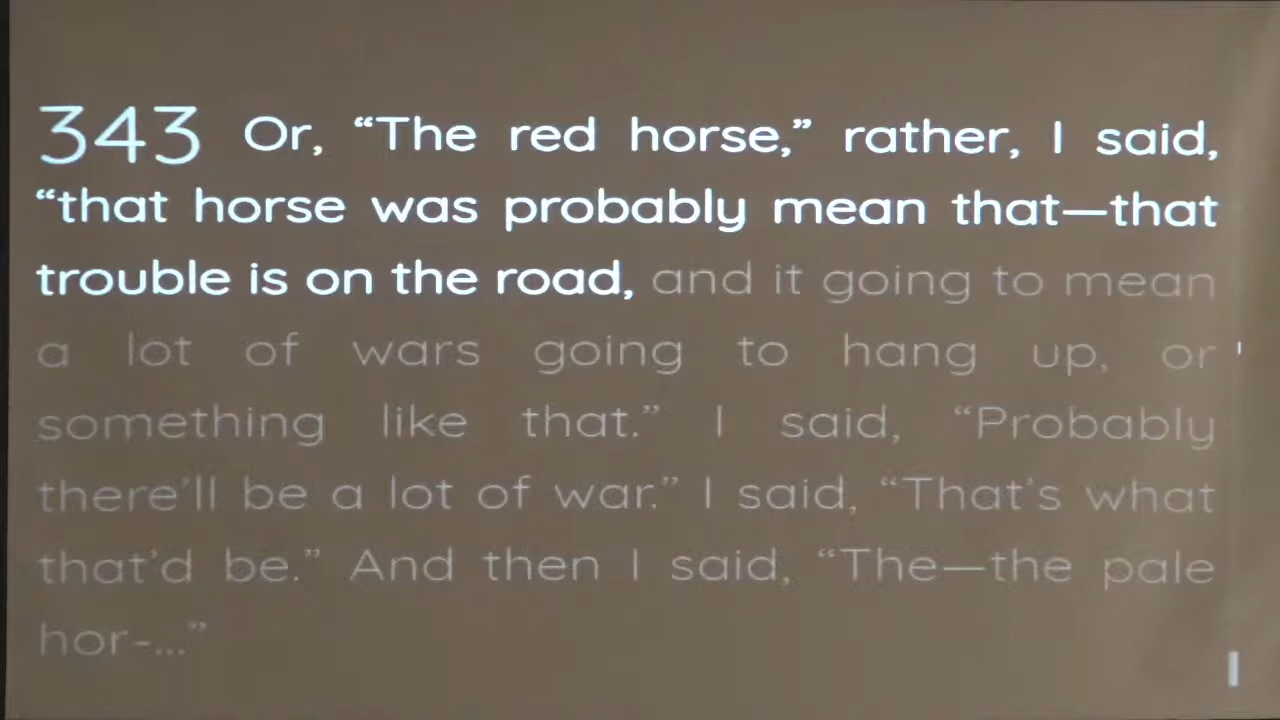 343 Or, “The red horse,” rather, I said,
“that horse was probably mean that—that
trouble is on the road, and it going to mean
a lot of wars going to hang up, or
something like that.” I said, “Probably
there’ll be a lot of war.” I said, “That’s what
that’d be.” And then I said, “The—the pale
hor-...”